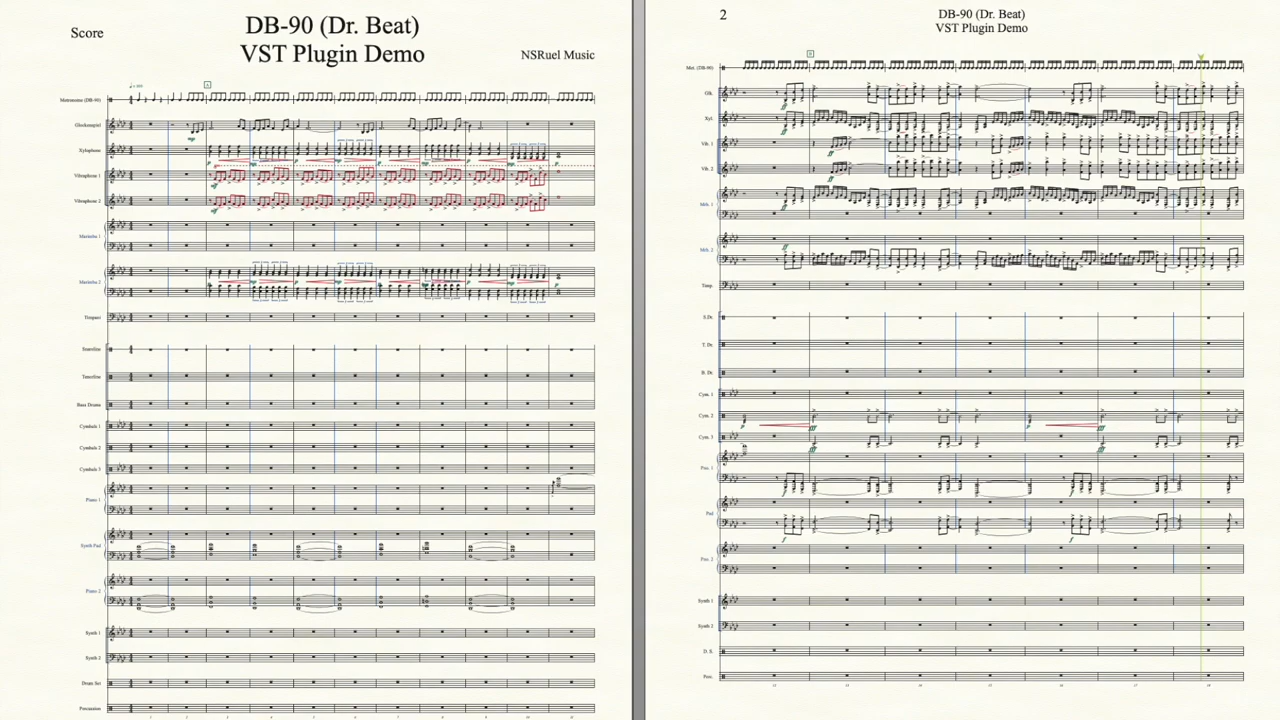 Score
DB-90 (Dr. Beat)
VST Plugin Demo
NSRuel Music
A
Metronome (DB-90)
Glockenspiel
Xylophone
Vibraphone 1
Vibraphone 2
Marimba 1
Marimba 2
Timpani
Snareline
Tenorline
Bass Drums
Cymbals 1
Cymbals 2
Cymbals 3
Piano 1
Synth Pad
Piano 2
Synth 1
Synth 2
Drum Set
Percussion
2
DB-90 (Dr. Beat)
VST Plugin Demo
B
Met. (DB-90)
Glk.
Xyl.
Vib. 1
Vib. 2
Mrb. 1
Mrb. 2
Timp.
S.Dr.
T. Dr.
B. Dr.
Cym. 1
Cym. 2
Cym. 3
Pno. 1
Pad
Pno. 2
Synth 1
Synth 2
D. S.
Perc.